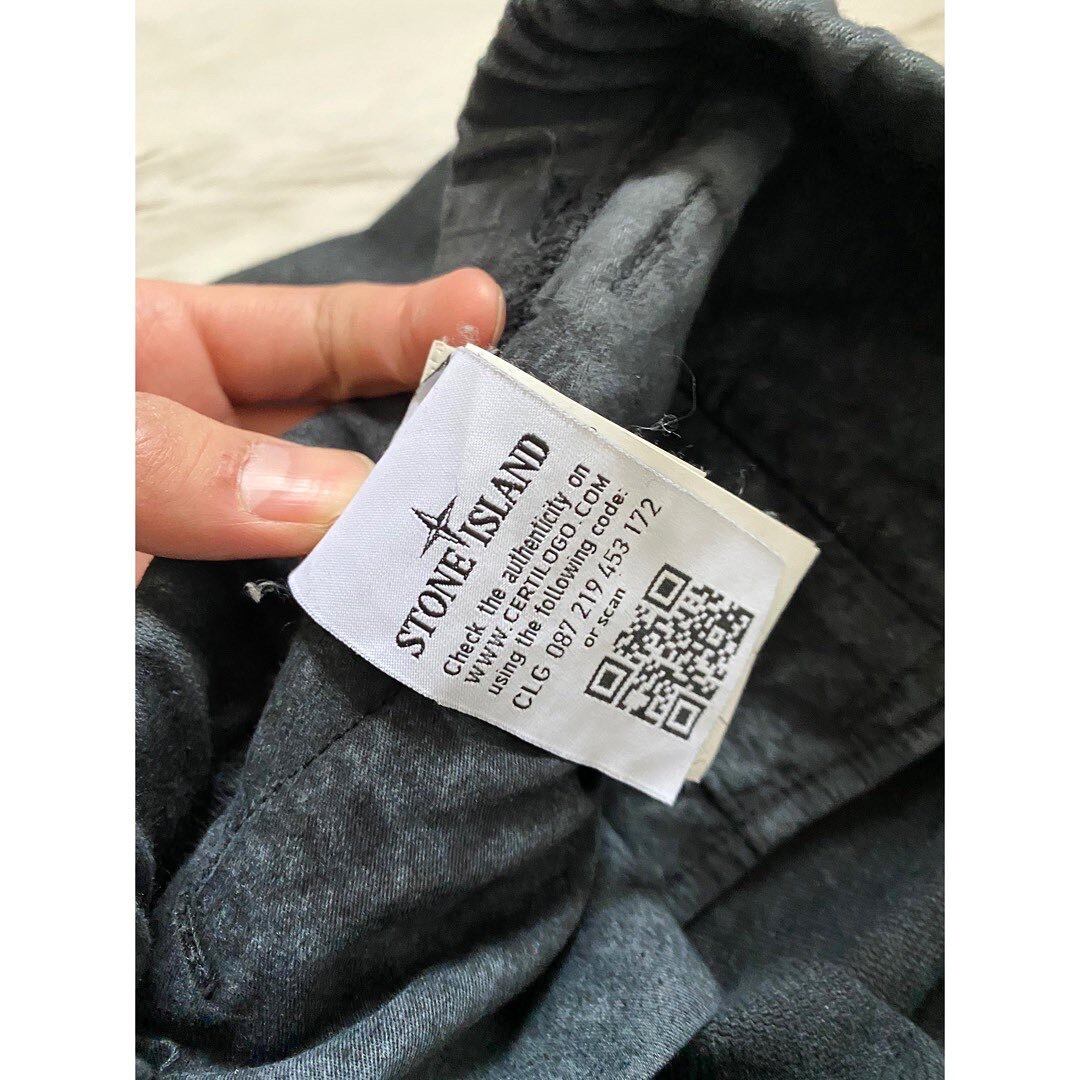 STONE ISLAND
Check the authenticity on
WWW.CERTILOGO.COM
using the following code:
CLG 087 219 453 172
or scan